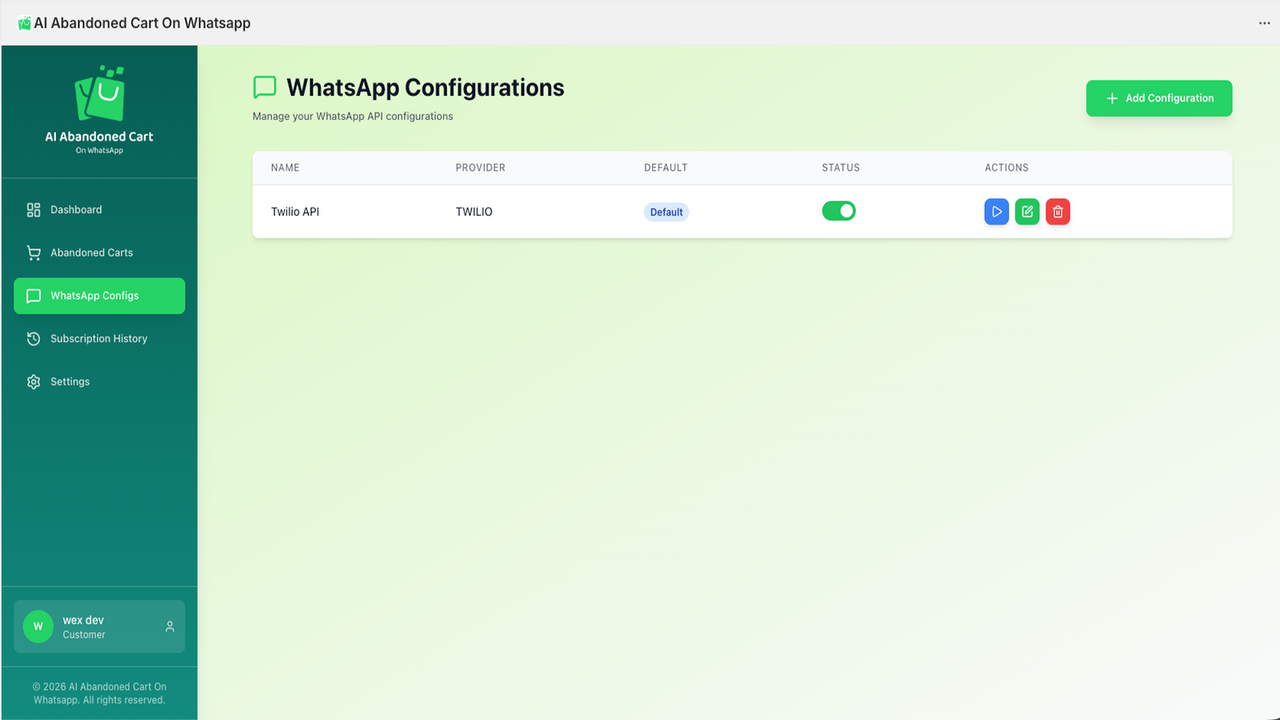 AI Abandoned Cart On Whatsapp
AI Abandoned Cart
On WhatsApp
Dashboard
Abandoned Carts
WhatsApp Configs
Subscription History
Settings
W
wex dev
Customer
© 2026 AI Abandoned Cart On
Whatsapp. All rights reserved.
WhatsApp Configurations
Manage your WhatsApp API configurations
Add Configuration
NAME PROVIDER DEFAULT STATUS ACTIONS
Twilio API TWILIO Default